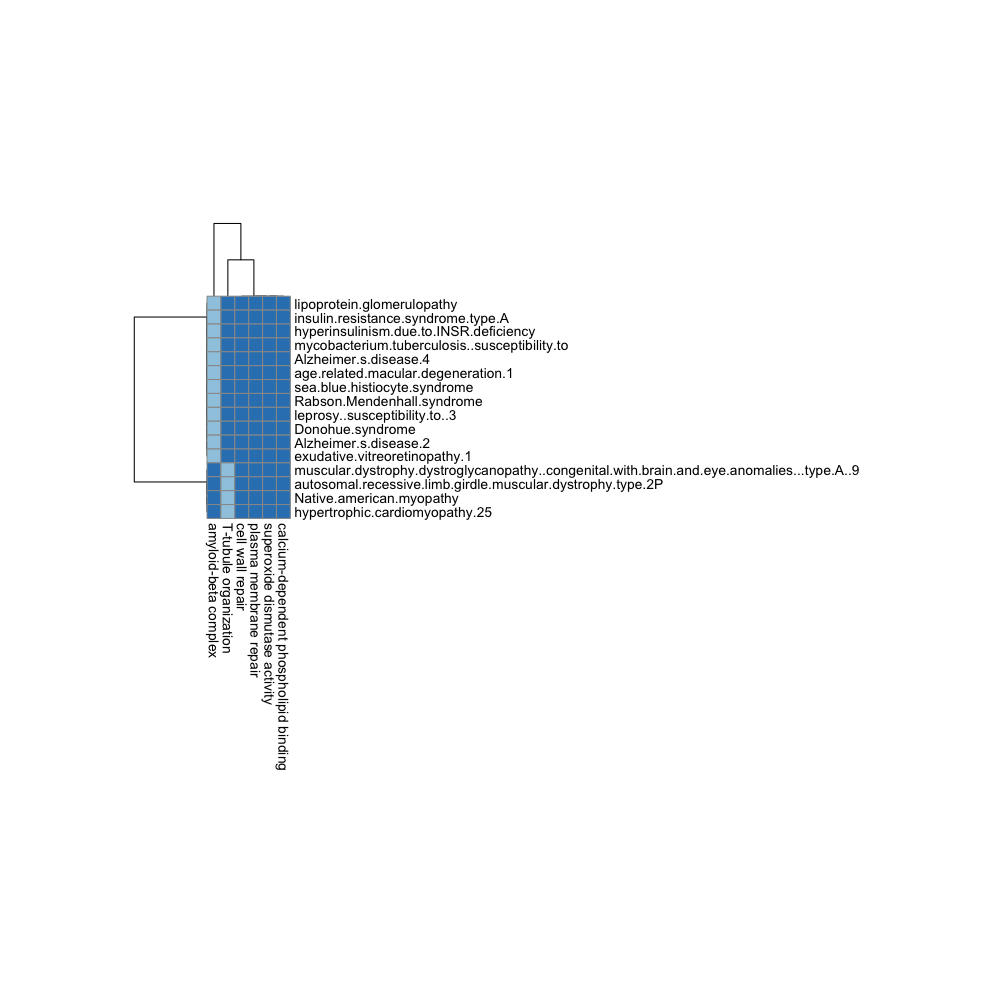 lipoprotein.glomerulopathy
insulin.resistance.syndrome.type.A
hyperinsulinism.due.to.INSR.deficiency
mycobacterium.tuberculosis..susceptibility.to
Alzheimer.s.disease.4
age.related.macular.degeneration.1
sea.blue.histiocyte.syndrome
Rabson.Mendenhall.syndrome
leprosy..susceptibility.to..3
Donohue.syndrome
Alzheimer.s.disease.2
exudative.vitreoretinopathy.1
muscular.dystrophy.dystroglycanopathy..congenital.with.brain.and.eye.anomalies...type.A..9
autosomal.recessive.limb.girdle.muscular.dystrophy.type.2P
Native.american.myopathy
hypertrophic.cardiomyopathy.25
amyloid-beta complex
T-tubule organization
cell wall repair
plasma membrane repair
superoxide dismutase activity
calcium-dependent phospholipid binding